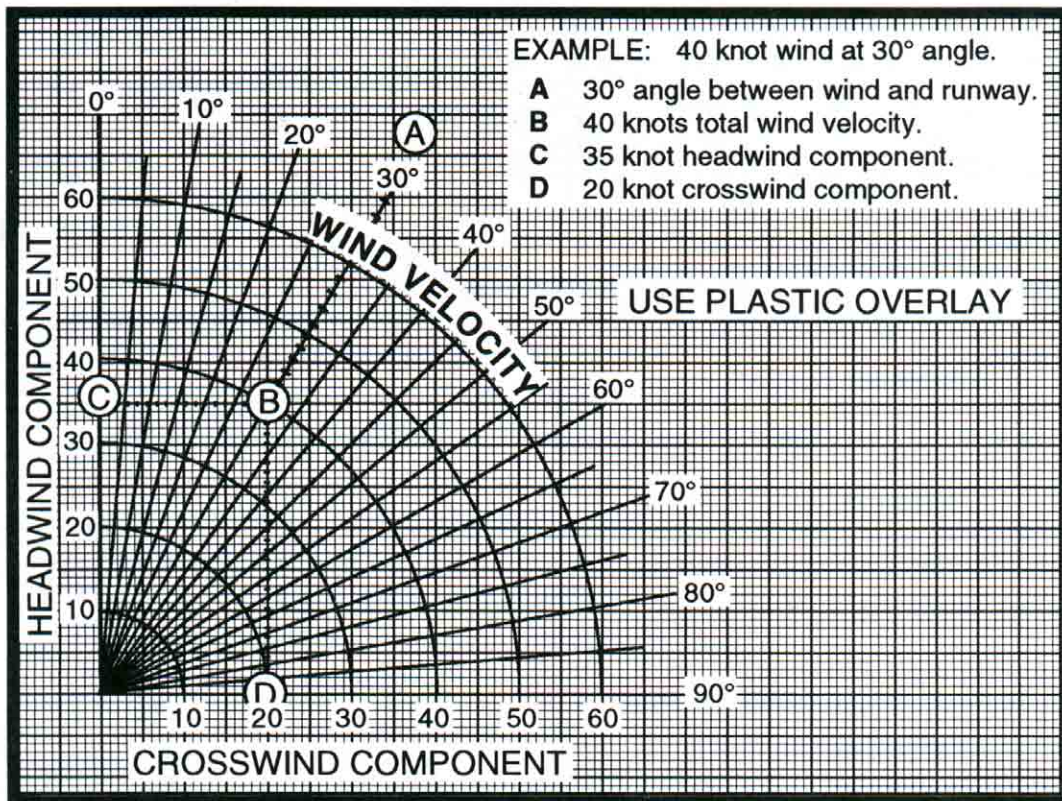 EXAMPLE: 40 knot wind at 30° angle.
A 30° angle between wind and runway.
B 40 knots total wind velocity.
C 35 knot headwind component.
D 20 knot crosswind component.
0°
10°
20°
A
30°
40°
50°
60°
70°
80°
90°
WIND VELOCITY
USE PLASTIC OVERLAY
HEADWIND COMPONENT
60
50
40
C
B
30
20
10
D
10 20 30 40 50 60
CROSSWIND COMPONENT